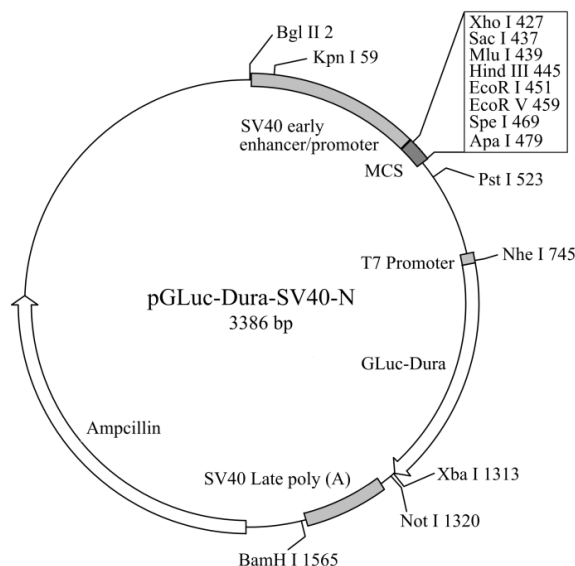 Bgl II 2
Kpn I 59
Xho I 427
Sac I 437
Mlu I 439
Hind III 445
EcoR I 451
EcoR V 459
Spe I 469
Apa I 479
SV40 early
enhancer/promoter
MCS
Pst I 523
T7 Promoter
Nhe I 745
pGLuc-Dura-SV40-N
3386 bp
GLuc-Dura
Ampcillin
SV40 Late poly (A)
Xba I 1313
Not I 1320
BamH I 1565